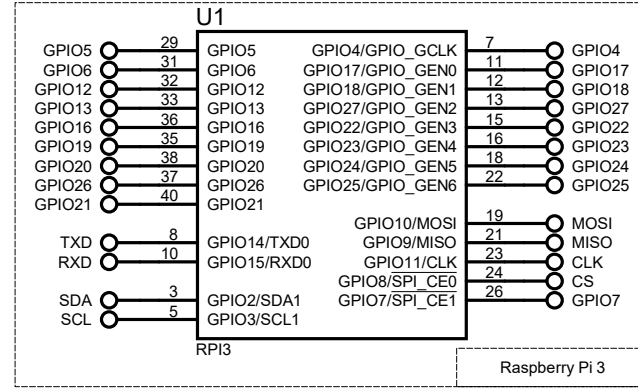 U1
GPIO5 29 GPIO5 GPIO4/GPIO_GCLK 7 GPIO4
GPIO6 31 GPIO6 GPIO17/GPIO_GEN0 11 GPIO17
GPIO12 32 GPIO12 GPIO18/GPIO_GEN1 12 GPIO18
GPIO13 33 GPIO13 GPIO27/GPIO_GEN2 13 GPIO27
GPIO16 36 GPIO16 GPIO22/GPIO_GEN3 15 GPIO22
GPIO19 35 GPIO19 GPIO23/GPIO_GEN4 16 GPIO23
GPIO20 38 GPIO20 GPIO24/GPIO_GEN5 18 GPIO24
GPIO26 37 GPIO26 GPIO25/GPIO_GEN6 22 GPIO25
GPIO21 40 GPIO21
GPIO10/MOSI 19 MOSI
TXD 8 GPIO14/TXD0 GPIO9/MISO 21 MISO
RXD 10 GPIO15/RXD0 GPIO11/CLK 23 CLK
GPIO8/SPI_CE0 24 CS
SDA 3 GPIO2/SDA1 GPIO7/SPI_CE1 26 GPIO7
SCL 5 GPIO3/SCL1
RPI3
Raspberry Pi 3